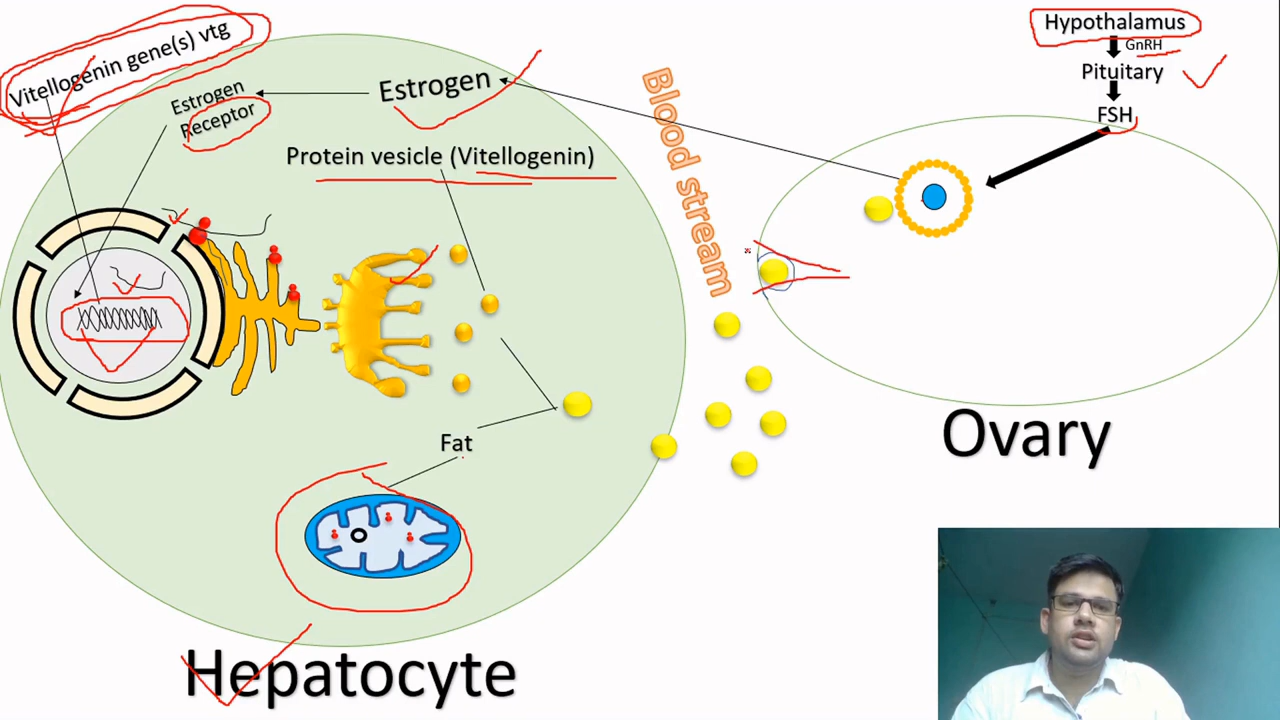 Vitellogenin gene(s) vtg
Estrogen
Receptor
Estrogen
Protein vesicle (Vitellogenin)
Blood stream
Hypothalamus
GnRH
Pituitary
FSH
Fat
Ovary
Hepatocyte